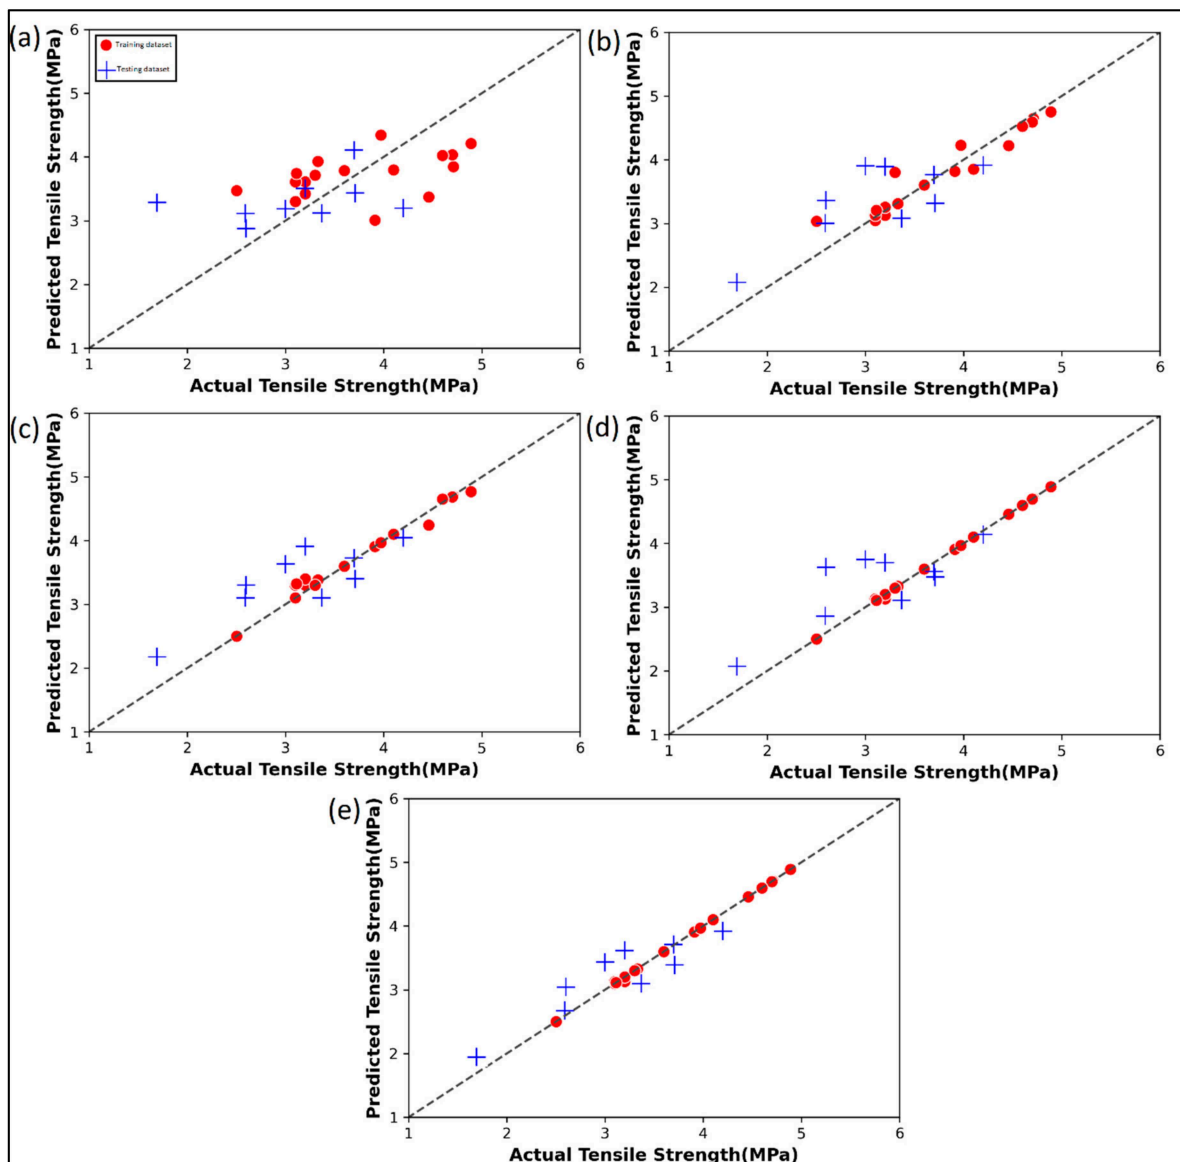 (a)
Training dataset
Testing dataset
Predicted Tensile Strength(MPa)
6
5
4
3
2
1
1 2 3 4 5 6
Actual Tensile Strength(MPa)
(b)
Predicted Tensile Strength(MPa)
6
5
4
3
2
1
1 2 3 4 5 6
Actual Tensile Strength(MPa)
(c)
Predicted Tensile Strength(MPa)
6
5
4
3
2
1
1 2 3 4 5 6
Actual Tensile Strength(MPa)
(d)
Predicted Tensile Strength(MPa)
6
5
4
3
2
1
1 2 3 4 5 6
Actual Tensile Strength(MPa)
(e)
Predicted Tensile Strength(MPa)
6
5
4
3
2
1
1 2 3 4 5 6
Actual Tensile Strength(MPa)